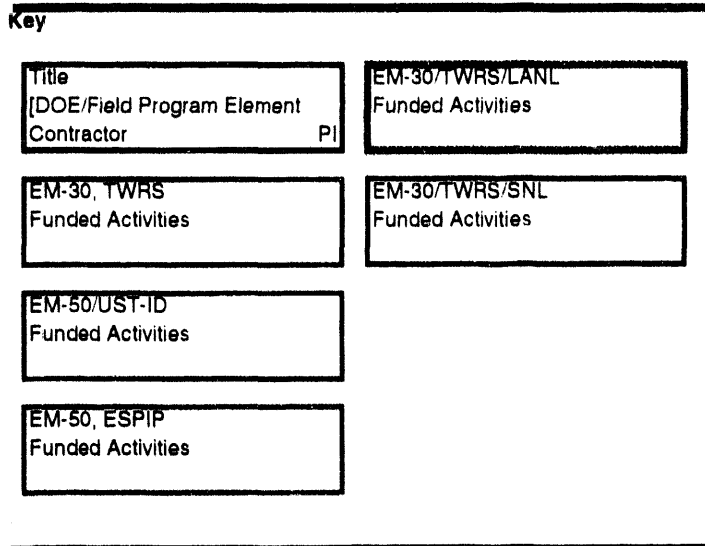 Key
Title
[DOE/Field Program Element
Contractor PI
EM-30/TWRS/LANL
Funded Activities
EM-30, TWRS
Funded Activities
EM-30/TWRS/SNL
Funded Activities
EM-50/UST-ID
Funded Activities
EM-50, ESPIP
Funded Activities